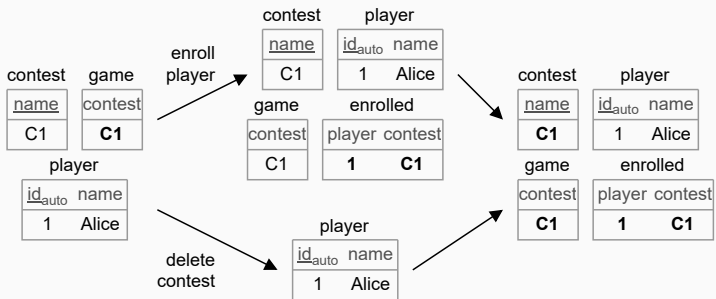 contest game
name contest
C1 C1
player
id_auto name
1 Alice
enroll
player
contest player
name id_auto name
C1 1 Alice
game enrolled
contest player contest
C1 1 C1
delete
contest
player
id_auto name
1 Alice
contest player
name id_auto name
C1 1 Alice
game enrolled
contest player contest
C1 1 C1